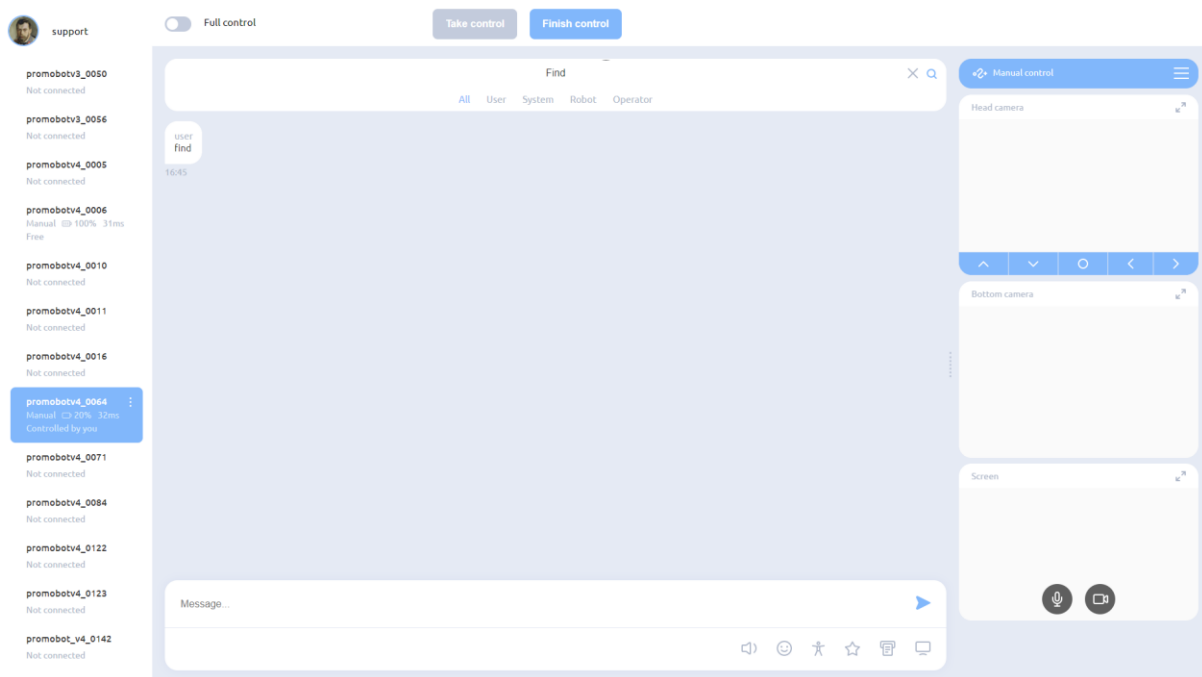 support
Full control
Take control
Finish control
promobotv3_0050
Not connected
promobotv3_0056
Not connected
promobotv4_0005
Not connected
promobotv4_0006
Manual 100% 31ms
Free
promobotv4_0010
Not connected
promobotv4_0011
Not connected
promobotv4_0016
Not connected
promobotv4_0064
Manual 20% 32ms
Controlled by you
promobotv4_0071
Not connected
promobotv4_0084
Not connected
promobotv4_0122
Not connected
promobotv4_0123
Not connected
promobot_v4_0142
Not connected
Find
All User System Robot Operator
user
find
16:45
Message...
Manual control
Head camera
Bottom camera
Screen